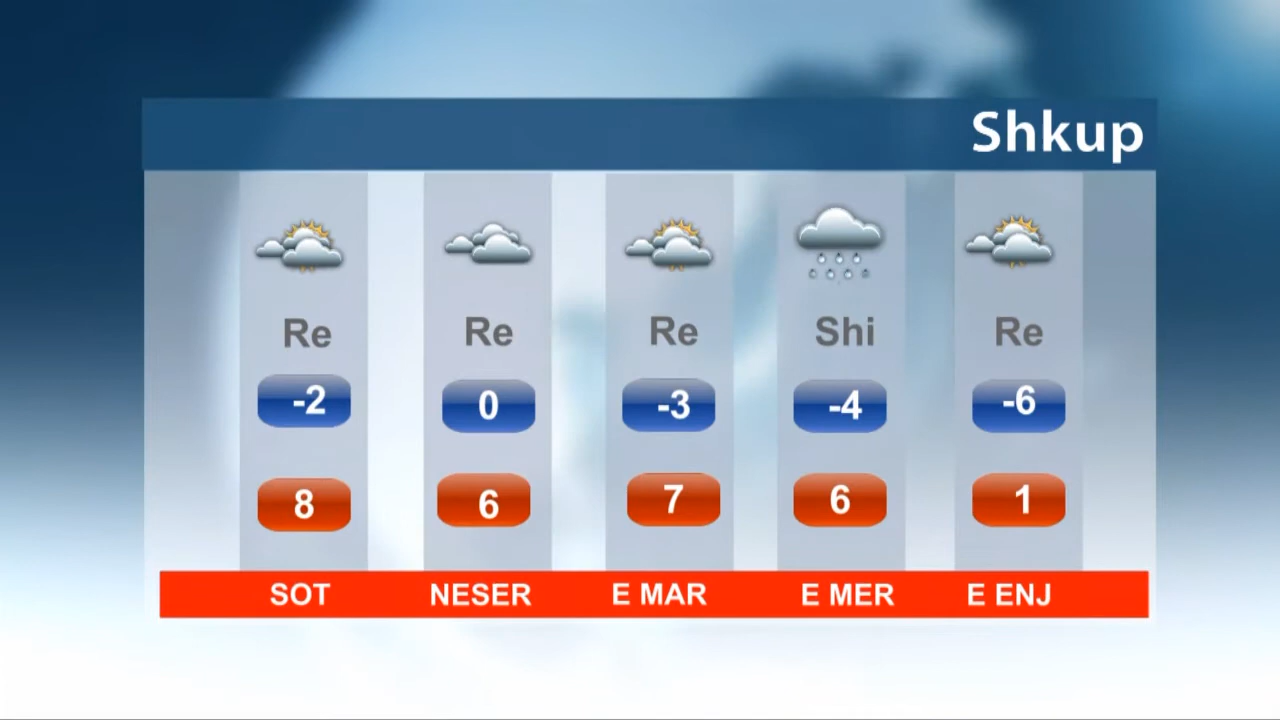 Shkup
Re Re Re Shi Re
-2 0 -3 -4 -6
8 6 7 6 1
SOT NESER E MAR E MER E ENJ